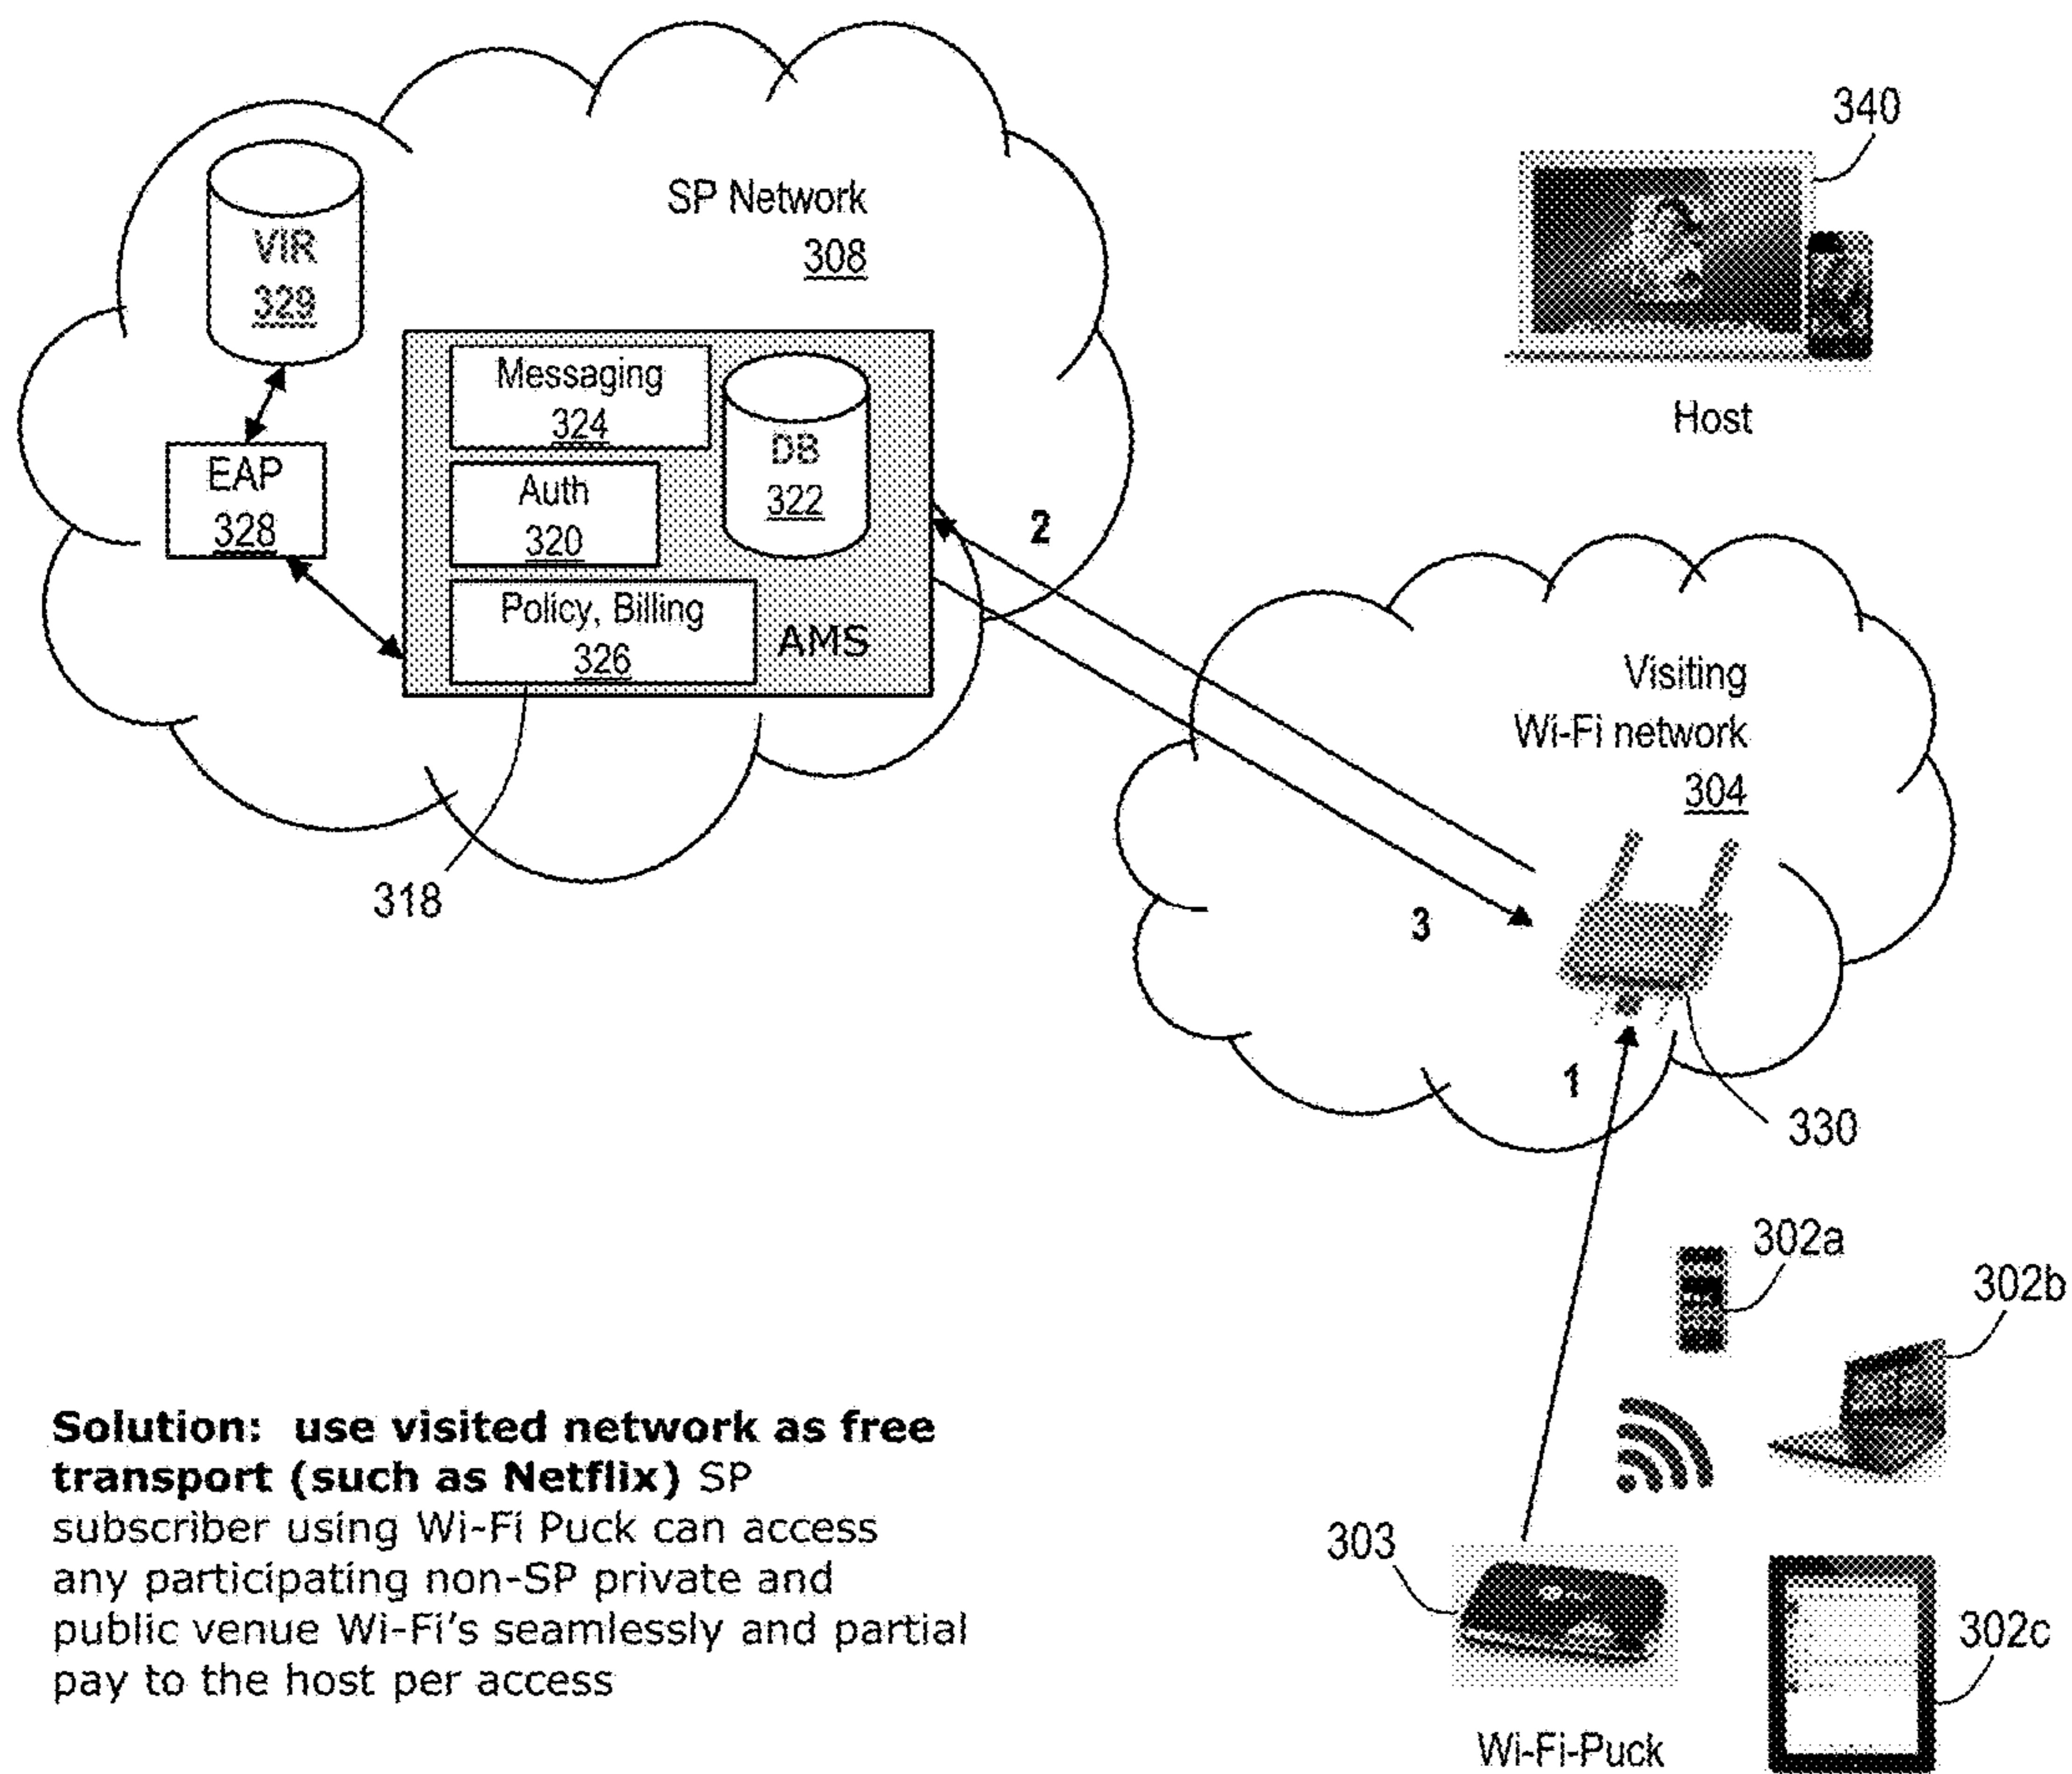 340
SP Network
308
VIR
329
Messaging
324
DB
322
EAP
328
Auth
320
Policy, Billing
326
AMS
318
Host
2
3
1
Visiting
Wi-Fi network
304
330
302a
302b
303
302c
Wi-Fi-Puck
Solution:  use visited network as free
transport (such as Netflix) SP
subscriber using Wi-Fi Puck can access
any participating non-SP private and
public venue Wi-Fi's seamlessly and partial
pay to the host per access